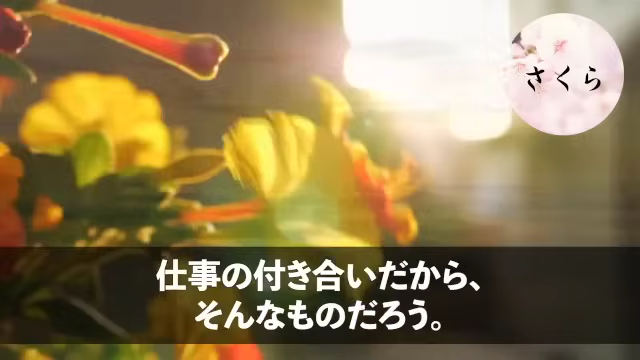 さくら
仕事の付き合いだから、
そんなものだろう。